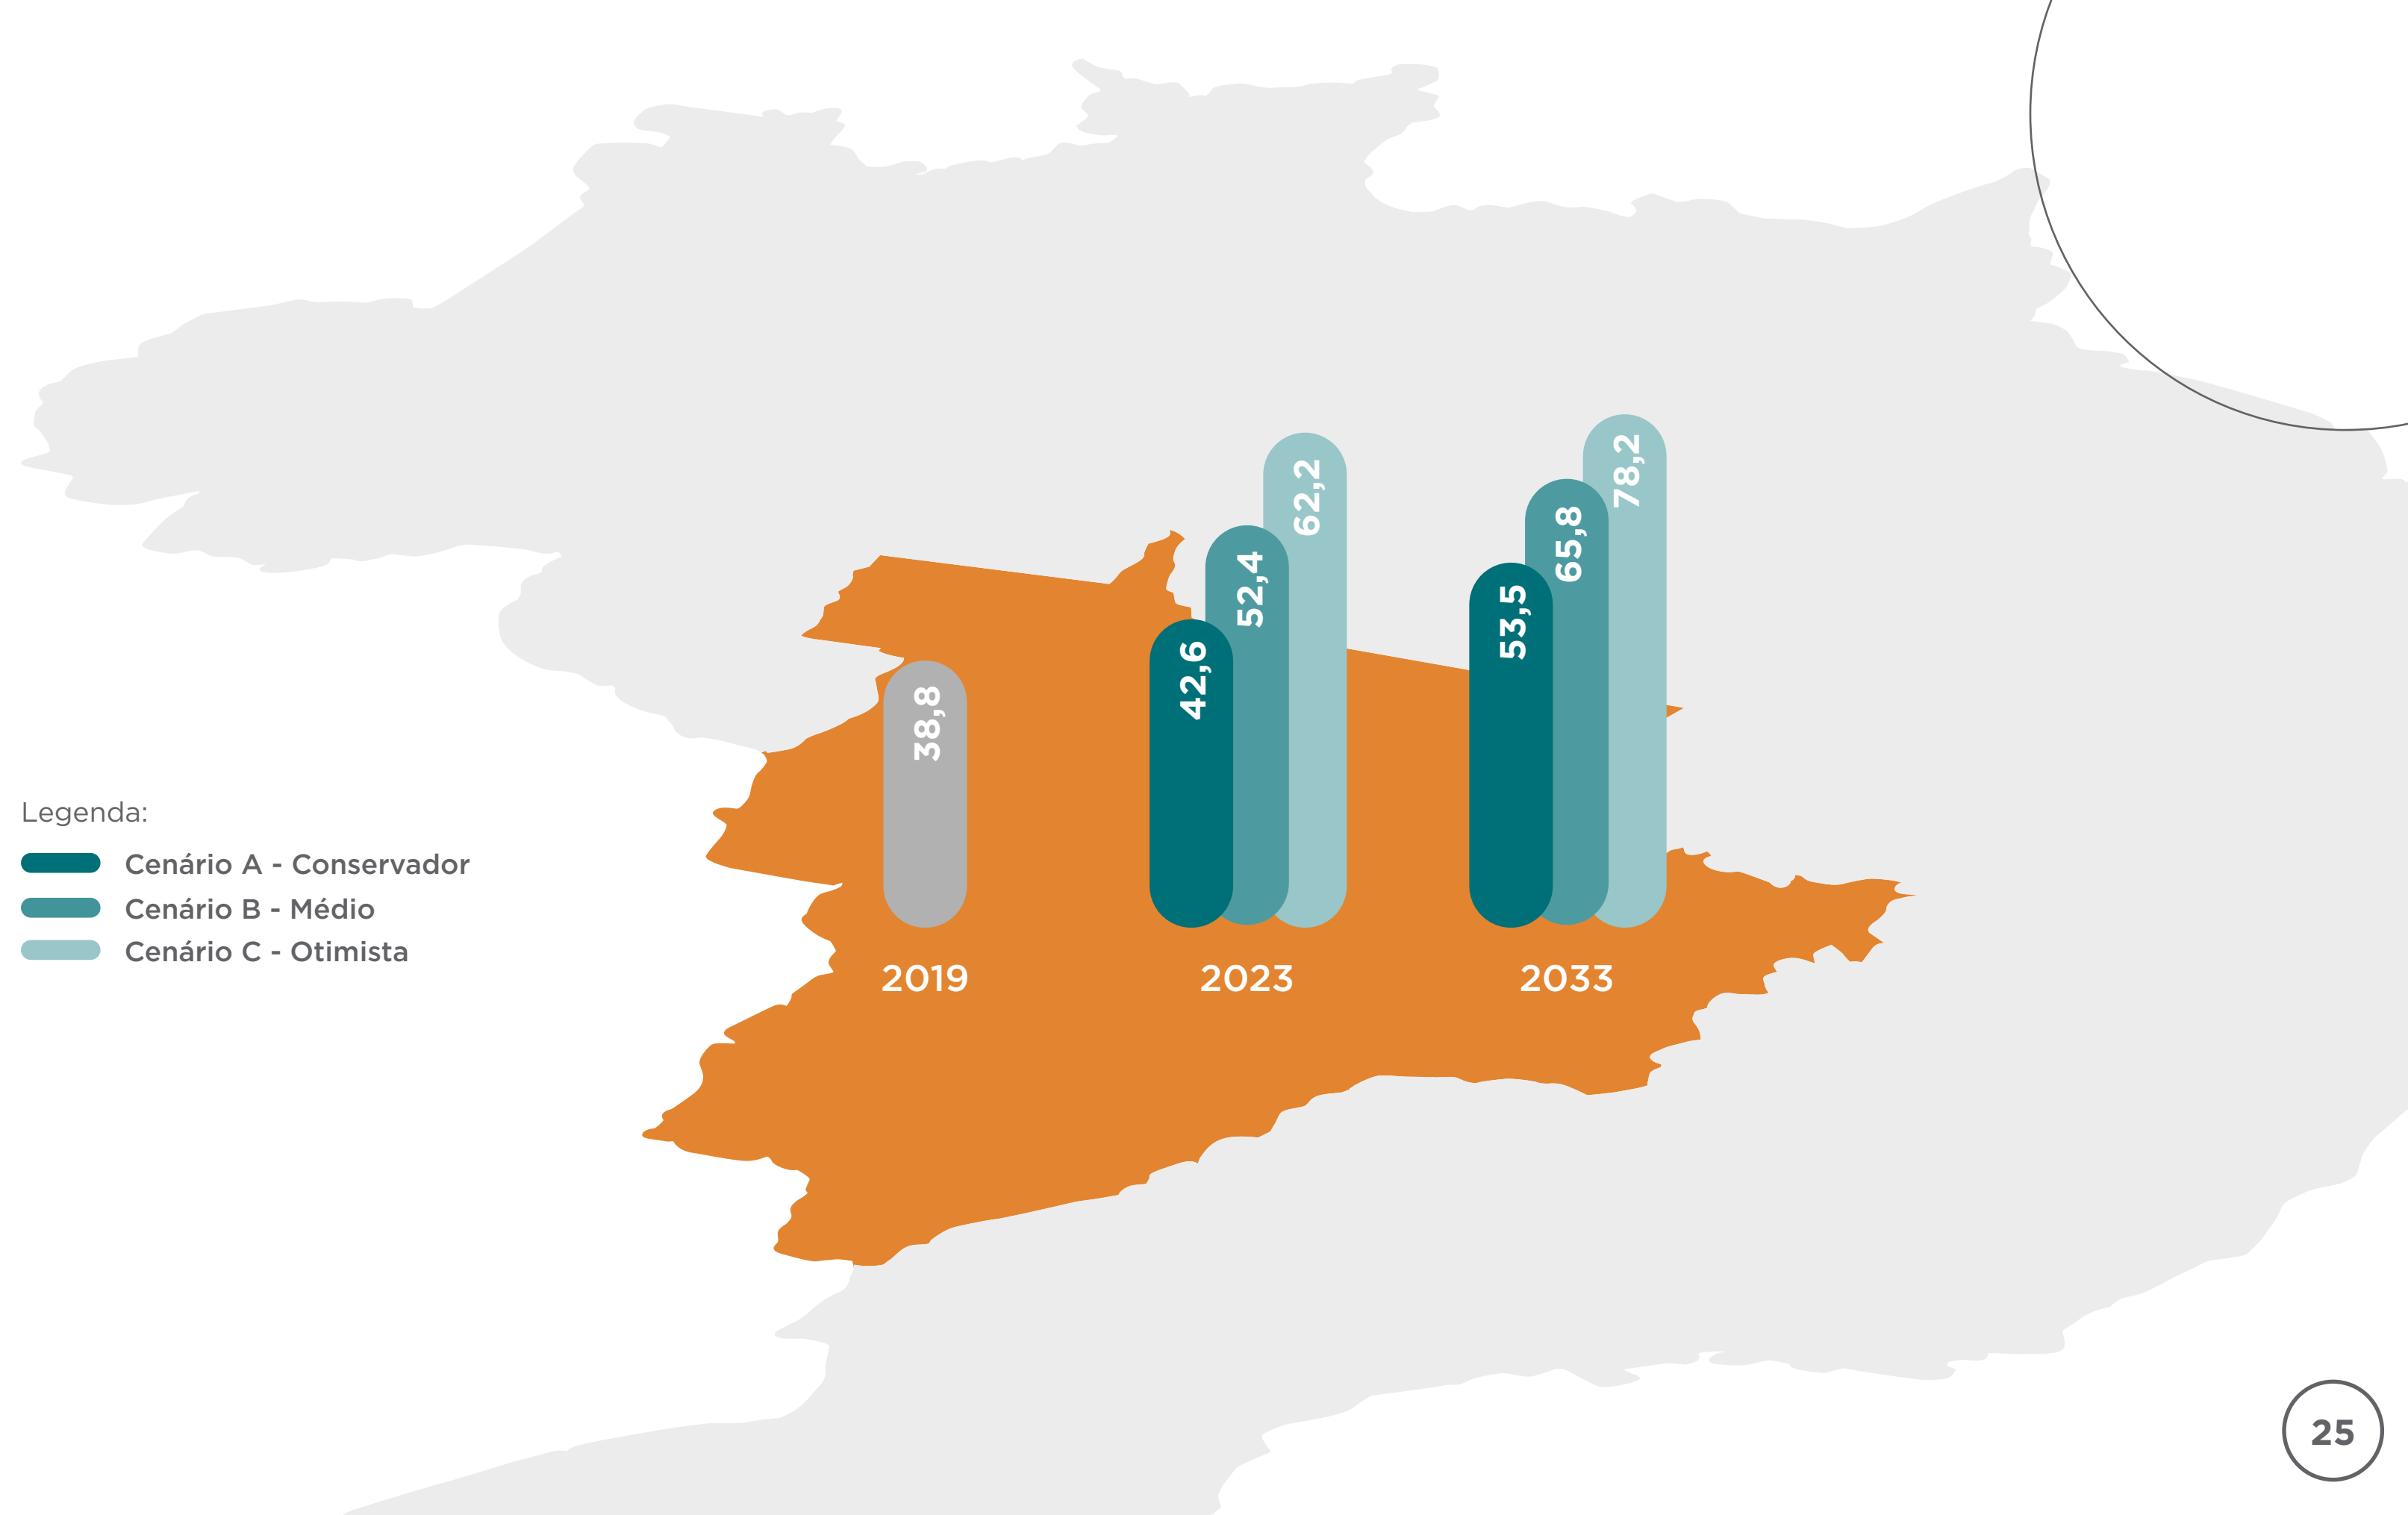 38,8
42,6
52,4
62,2
53,5
65,8
78,2
2019
2023
2033
Legenda:
Cenário A - Conservador
Cenário B - Médio
Cenário C - Otimista
25